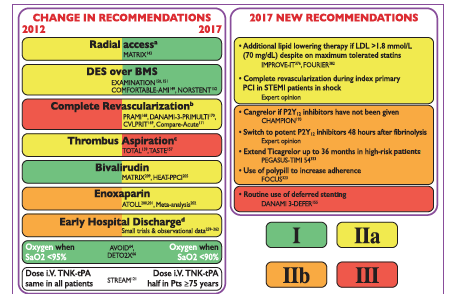 CHANGE IN RECOMMENDATIONS
2012 2017
Radial accessᵃ
MATRIX¹⁴³
DES over BMS
EXAMINATION
COMFORTABLE-AMI, NORSTENT
Complete Revascularizationᵇ
PRAMI, DANAMI-3-PRIMULTI,
CVLPRIT, Compare-Acute
Thrombus Aspirationᶜ
TOTAL, TASTE
Bivalirudin
MATRIX, HEAT-PPCI
Enoxaparin
ATOLL, Meta-analysis
Early Hospital Dischargeᵈ
Small trials & observational data
Oxygen when
SaO2 <95%
AVOID,
DETO2X
Oxygen when
SaO2 <90%
Dose i.V. TNK-tPA
same in all patients
STREAM
Dose i.V. TNK-tPA
half in Pts ≥75 years
2017 NEW RECOMMENDATIONS
• Additional lipid lowering therapy if LDL >1.8 mmol/L
(70 mg/dL) despite on maximum tolerated statins
IMPROVE-IT, FOURIER
• Complete revascularization during index primary
PCI in STEMI patients in shock
Expert opinion
• Cangrelor if P2Y₁₂ inhibitors have not been given
CHAMPION
• Switch to potent P2Y₁₂ inhibitors 48 hours after fibrinolysis
Expert opinion
• Extend Ticagrelor up to 36 months in high-risk patients
PEGASUS-TIMI 54
• Use of polypill to increase adherence
FOCUS
• Routine use of deferred stenting
DANAMI 3-DEFER
I IIa
IIb III